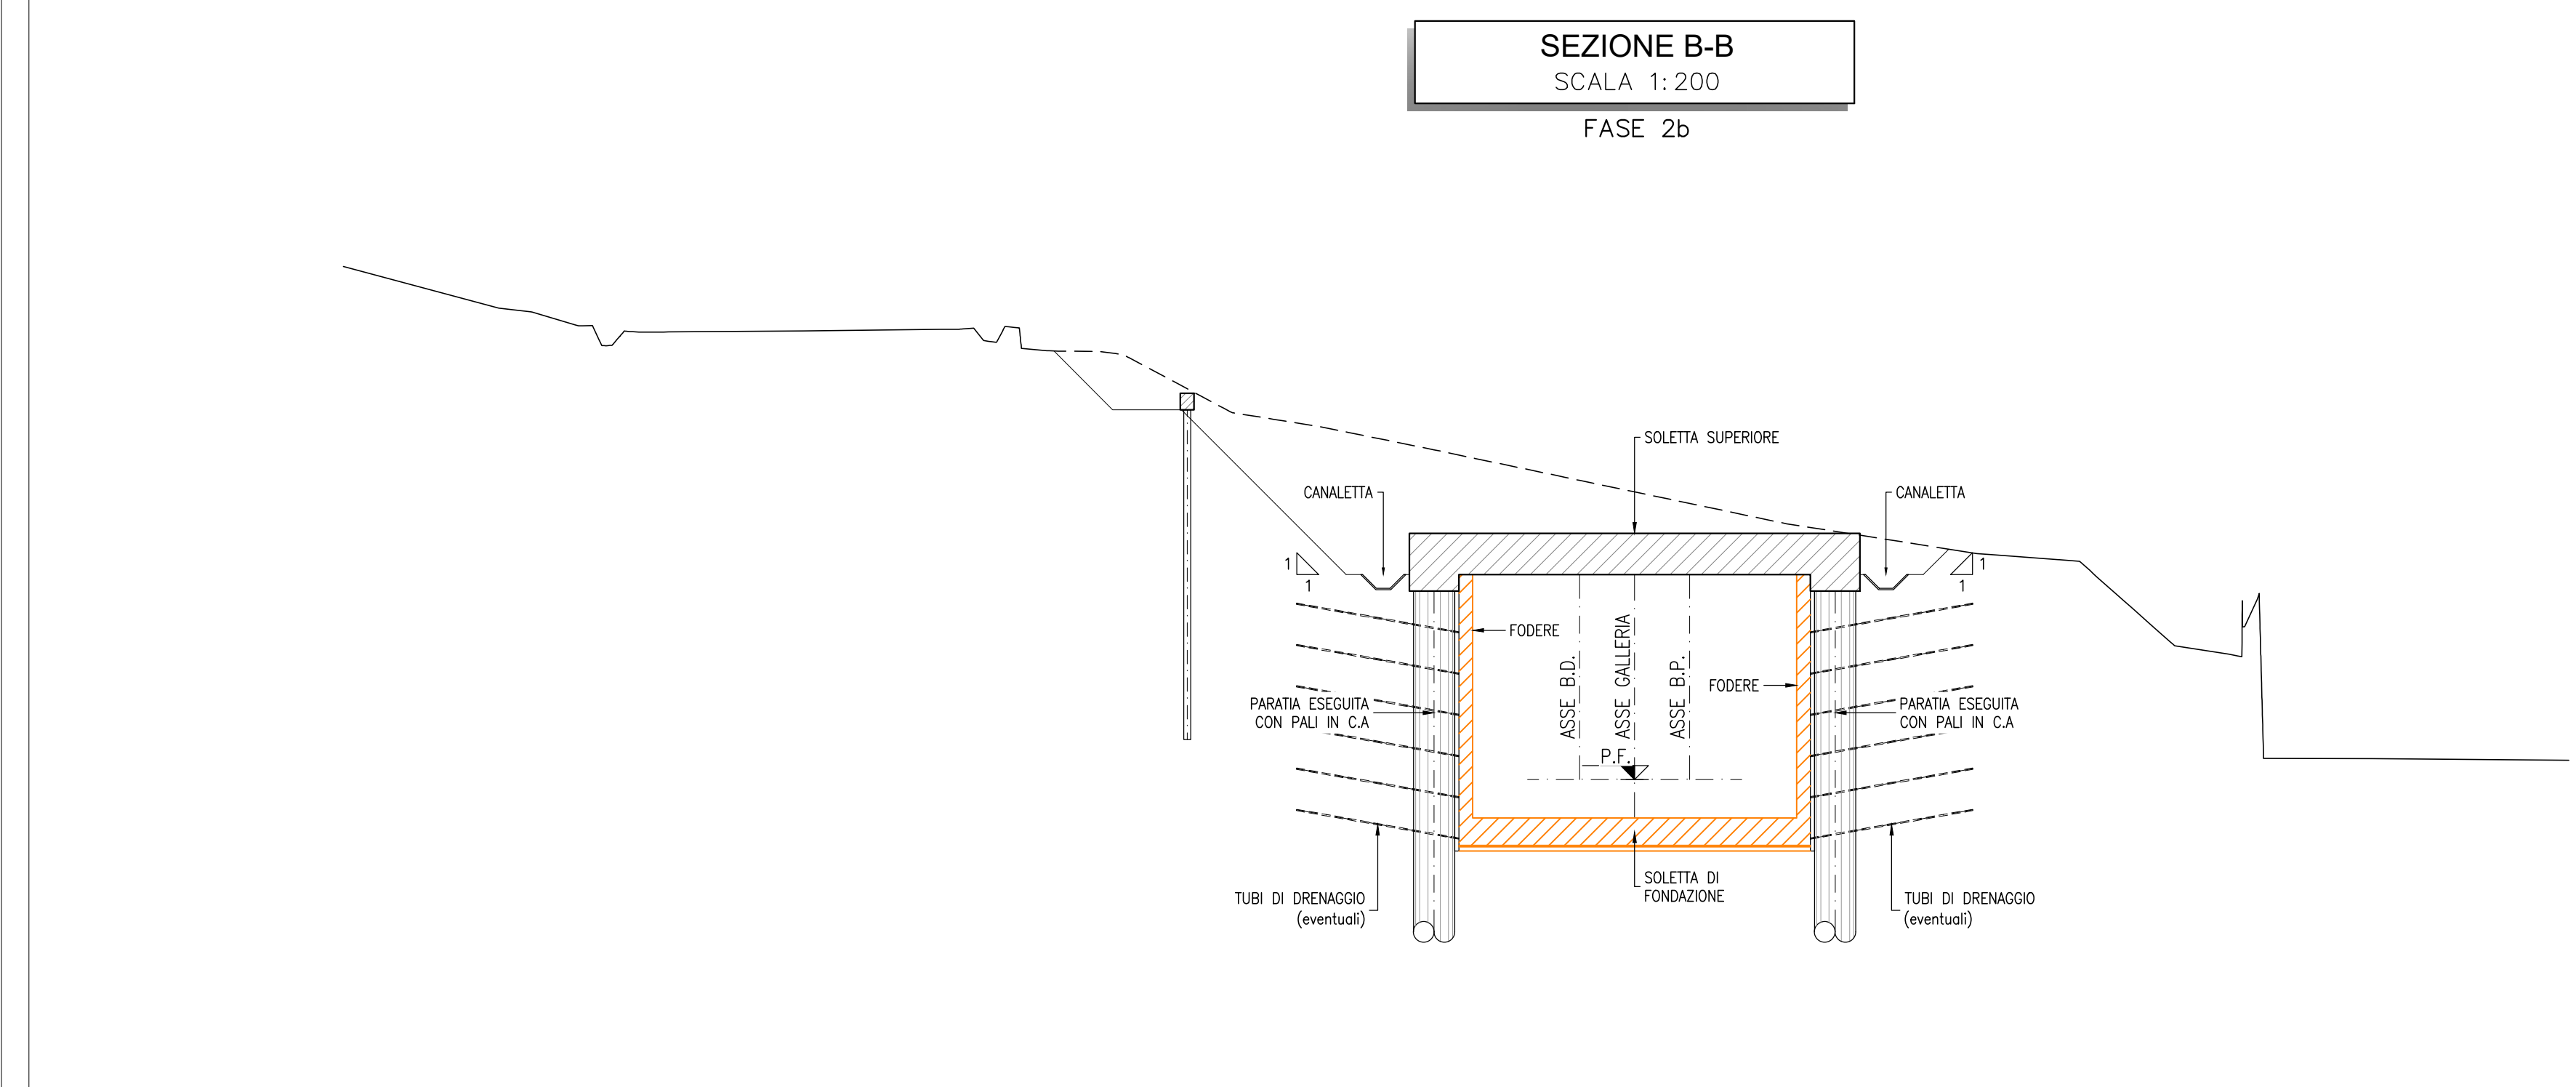 SEZIONE B-B
SCALA 1:200
FASE 2b
SOLETTA SUPERIORE
CANALETTA
CANALETTA
1
1
1
1
FODERE
FODERE
ASSE B.D.
ASSE GALLERIA
ASSE B.P.
PARATIA ESEGUITA
CON PALI IN C.A
PARATIA ESEGUITA
CON PALI IN C.A
P.F.
SOLETTA DI
FONDAZIONE
TUBI DI DRENAGGIO
(eventuali)
TUBI DI DRENAGGIO
(eventuali)